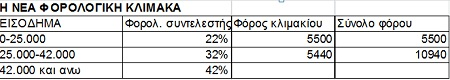 Η ΝΕΑ ΦΟΡΟΛΟΓΙΚΗ ΚΛΙΜΑΚΑ
ΕΙΣΟΔΗΜΑ Φορολ. συντελεστής Φόρος κλιμακίου Σύνολο φόρου
0-25.000 22% 5500 5500
25.000-42.000 32% 5440 10940
42.000 και ανω 42%